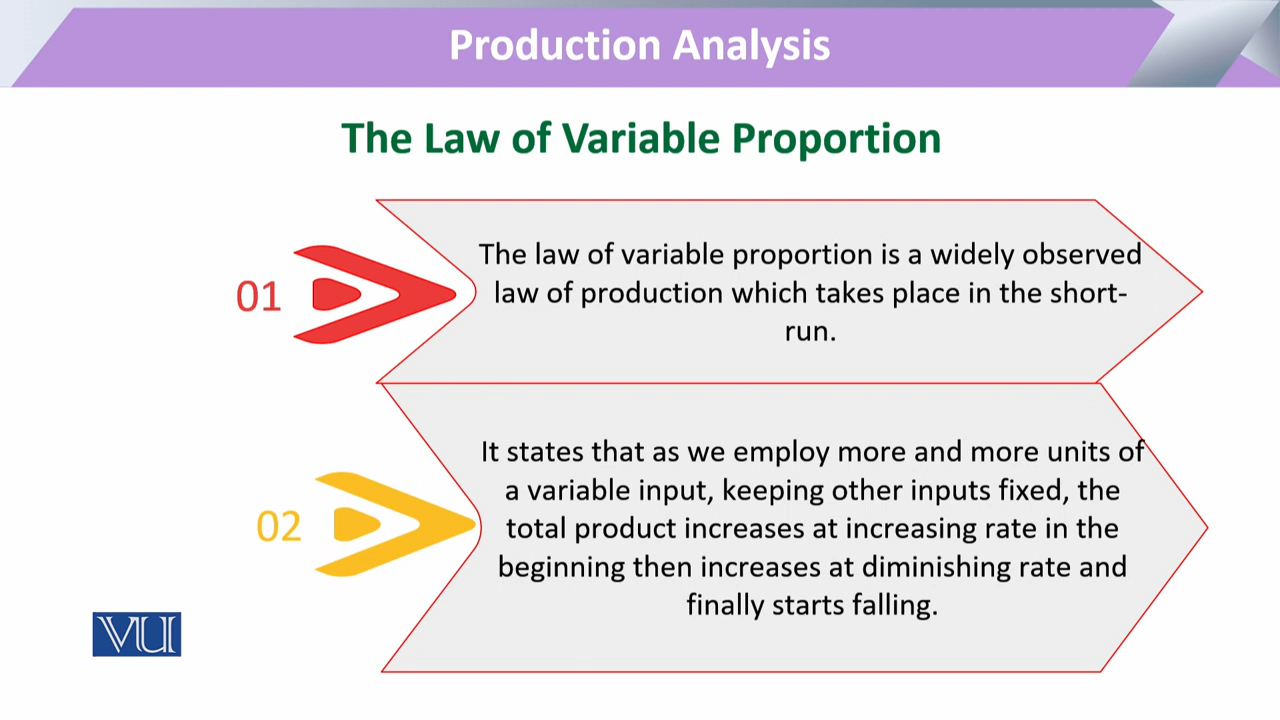 Production Analysis
The Law of Variable Proportion
01
The law of variable proportion is a widely observed
law of production which takes place in the short-
run.
02
It states that as we employ more and more units of
a variable input, keeping other inputs fixed, the
total product increases at increasing rate in the
beginning then increases at diminishing rate and
finally starts falling.
VU